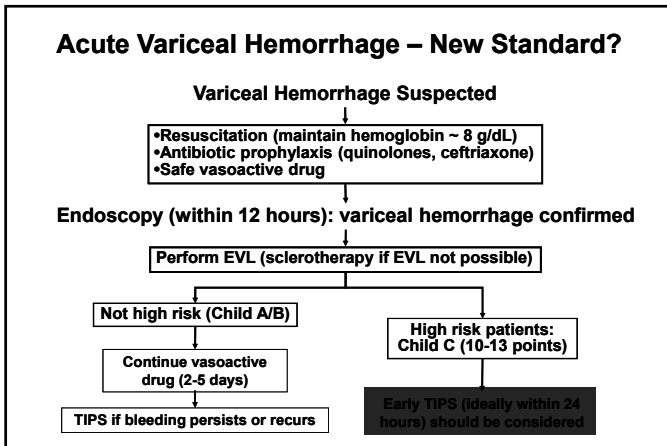 Acute Variceal Hemorrhage – New Standard?
Variceal Hemorrhage Suspected
•Resuscitation (maintain hemoglobin ~ 8 g/dL)
•Antibiotic prophylaxis (quinolones, ceftriaxone)
•Safe vasoactive drug
Endoscopy (within 12 hours): variceal hemorrhage confirmed
Perform EVL (sclerotherapy if EVL not possible)
Not high risk (Child A/B)
Continue vasoactive
drug (2-5 days)
TIPS if bleeding persists or recurs
High risk patients:
Child C (10-13 points)
Early TIPS (ideally within 24
hours) should be considered